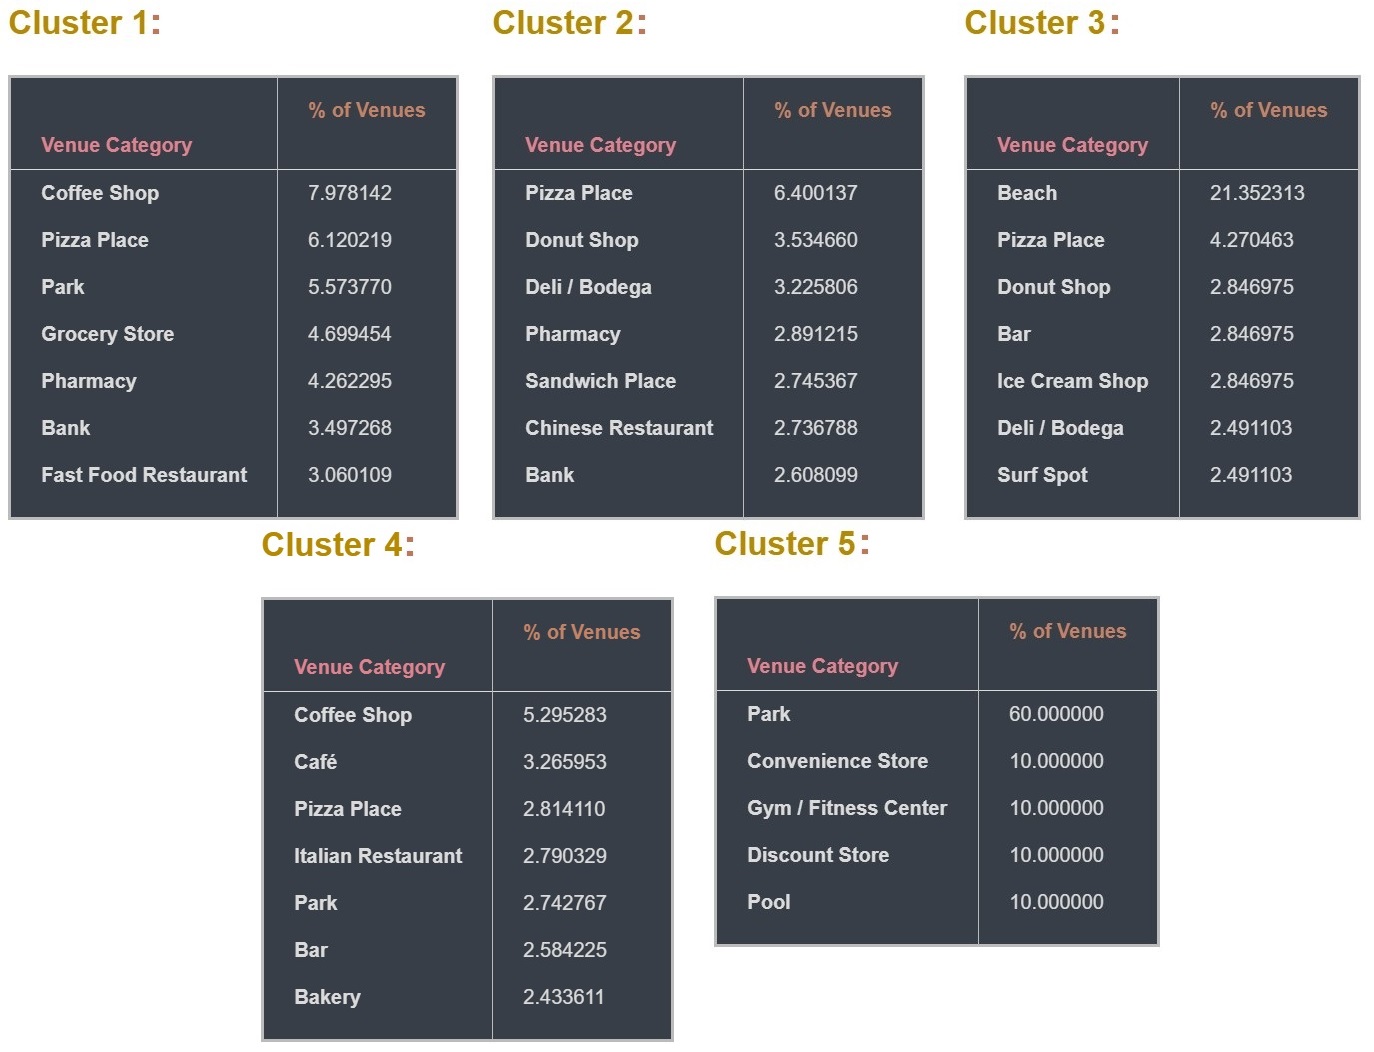 Cluster 1:
% of Venues
Venue Category
Coffee Shop 7.978142
Pizza Place 6.120219
Park 5.573770
Grocery Store 4.699454
Pharmacy 4.262295
Bank 3.497268
Fast Food Restaurant 3.060109
Cluster 2:
% of Venues
Venue Category
Pizza Place 6.400137
Donut Shop 3.534660
Deli / Bodega 3.225806
Pharmacy 2.891215
Sandwich Place 2.745367
Chinese Restaurant 2.736788
Bank 2.608099
Cluster 3:
% of Venues
Venue Category
Beach 21.352313
Pizza Place 4.270463
Donut Shop 2.846975
Bar 2.846975
Ice Cream Shop 2.846975
Deli / Bodega 2.491103
Surf Spot 2.491103
Cluster 4:
% of Venues
Venue Category
Coffee Shop 5.295283
Café 3.265953
Pizza Place 2.814110
Italian Restaurant 2.790329
Park 2.742767
Bar 2.584225
Bakery 2.433611
Cluster 5:
% of Venues
Venue Category
Park 60.000000
Convenience Store 10.000000
Gym / Fitness Center 10.000000
Discount Store 10.000000
Pool 10.000000